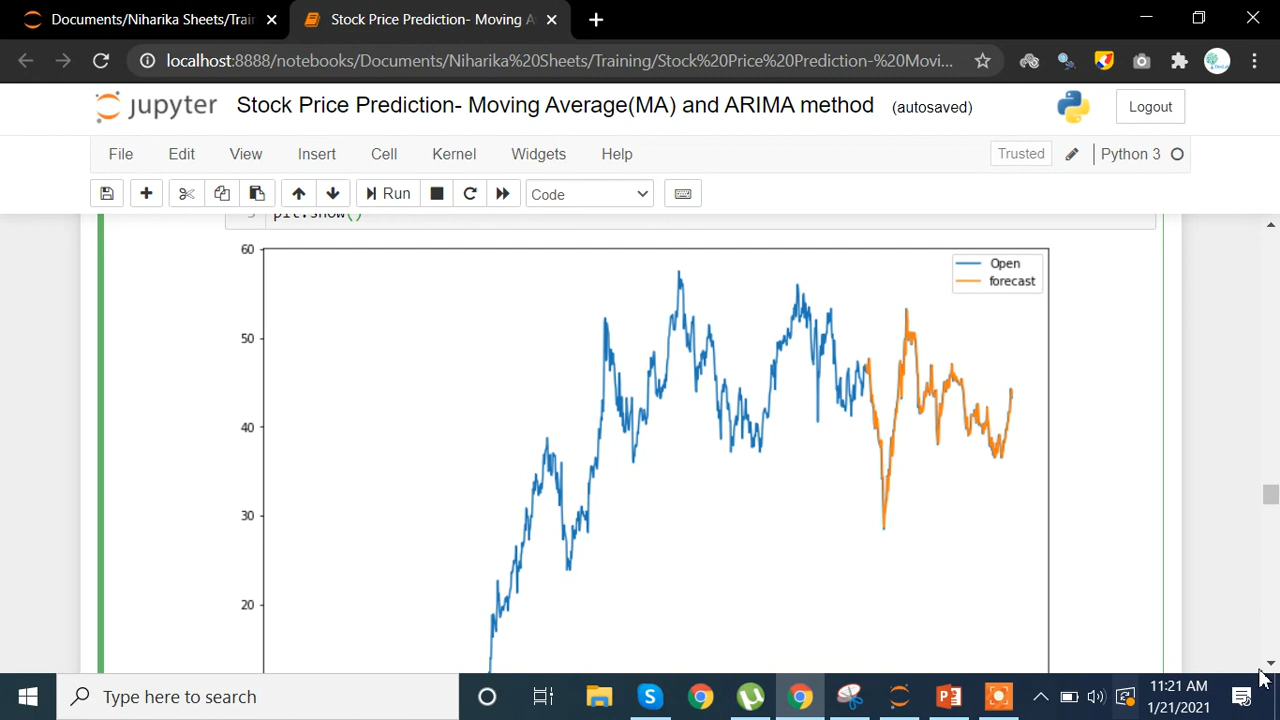 Documents/Niharika Sheets/Trai
Stock Price Prediction- Moving A
localhost:8888/notebooks/Documents/Niharika%20Sheets/Training/Stock%20Price%20Prediction-%20Movi...
jupyter Stock Price Prediction- Moving Average(MA) and ARIMA method (autosaved)
Logout
File Edit View Insert Cell Kernel Widgets Help
Trusted
Python 3
Run
Code
plt.show()
60
50
40
30
20
Open
forecast
Type here to search
11:21 AM
1/21/2021